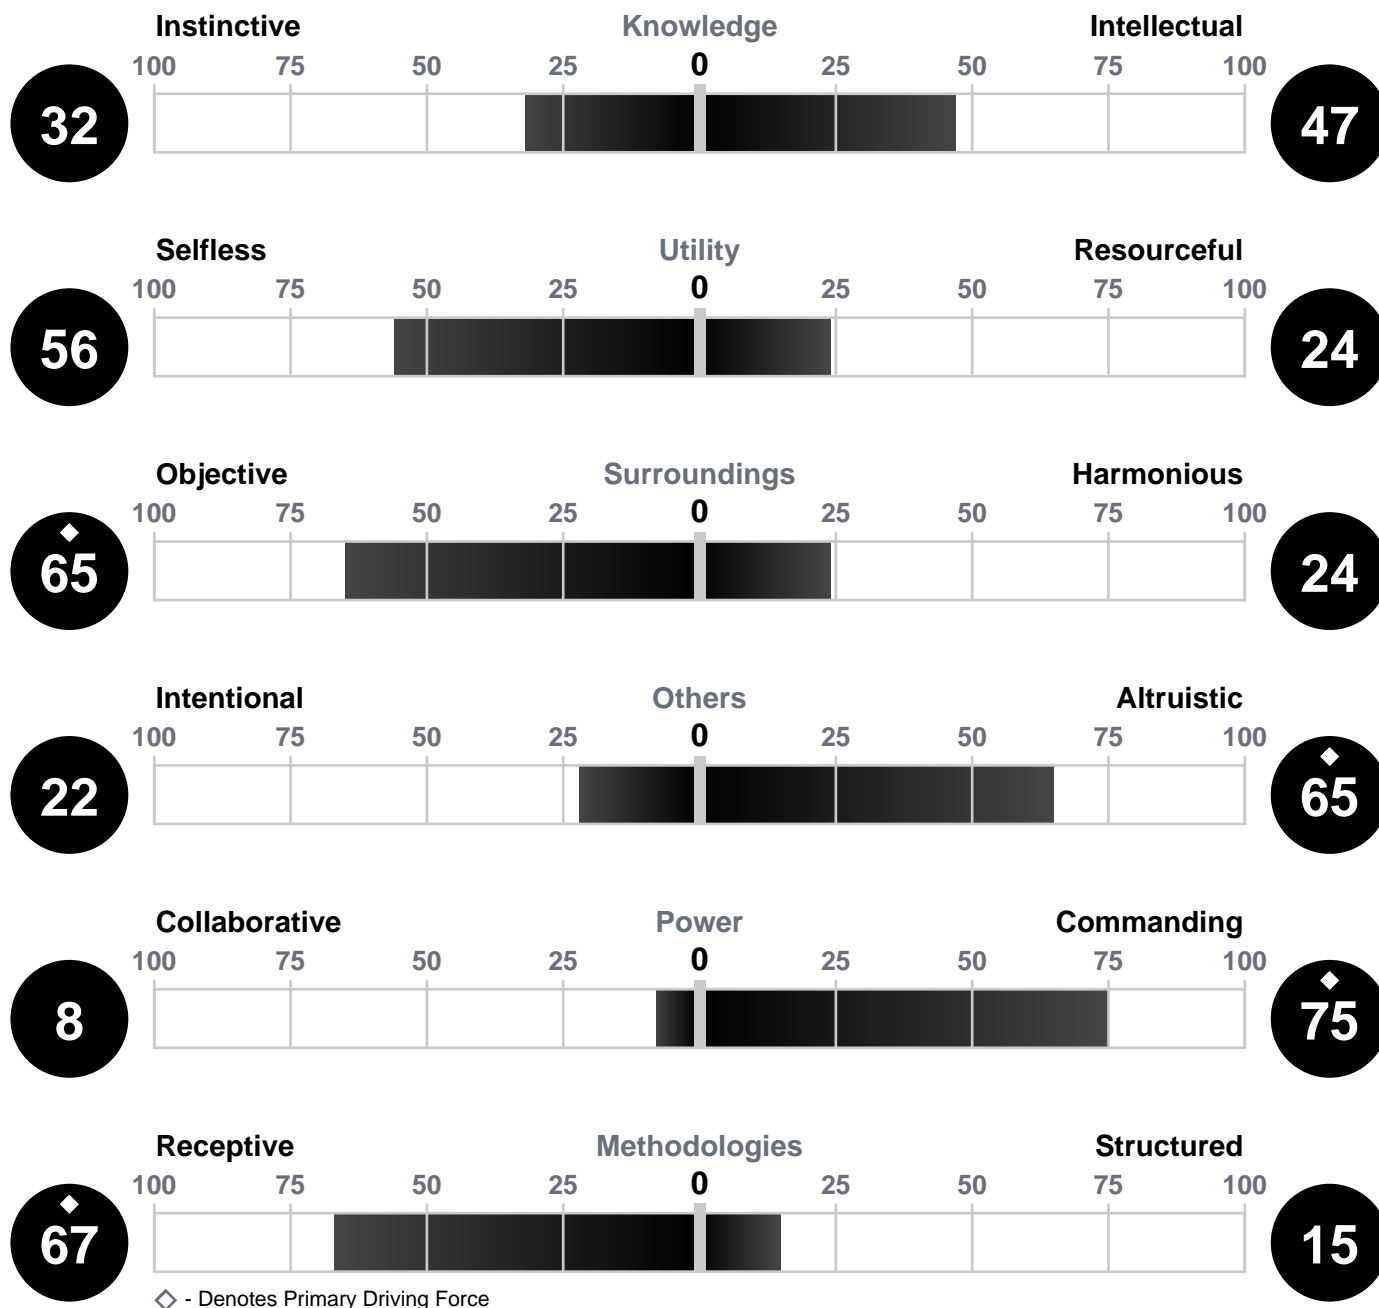 Instinctive Knowledge Intellectual
100 75 50 25 0 25 50 75 100
32 47
Selfless Utility Resourceful
100 75 50 25 0 25 50 75 100
56 24
Objective Surroundings Harmonious
100 75 50 25 0 25 50 75 100
65 24
Intentional Others Altruistic
100 75 50 25 0 25 50 75 100
22 65
Collaborative Power Commanding
100 75 50 25 0 25 50 75 100
8 75
Receptive Methodologies Structured
100 75 50 25 0 25 50 75 100
67 15
◇ - Denotes Primary Driving Force